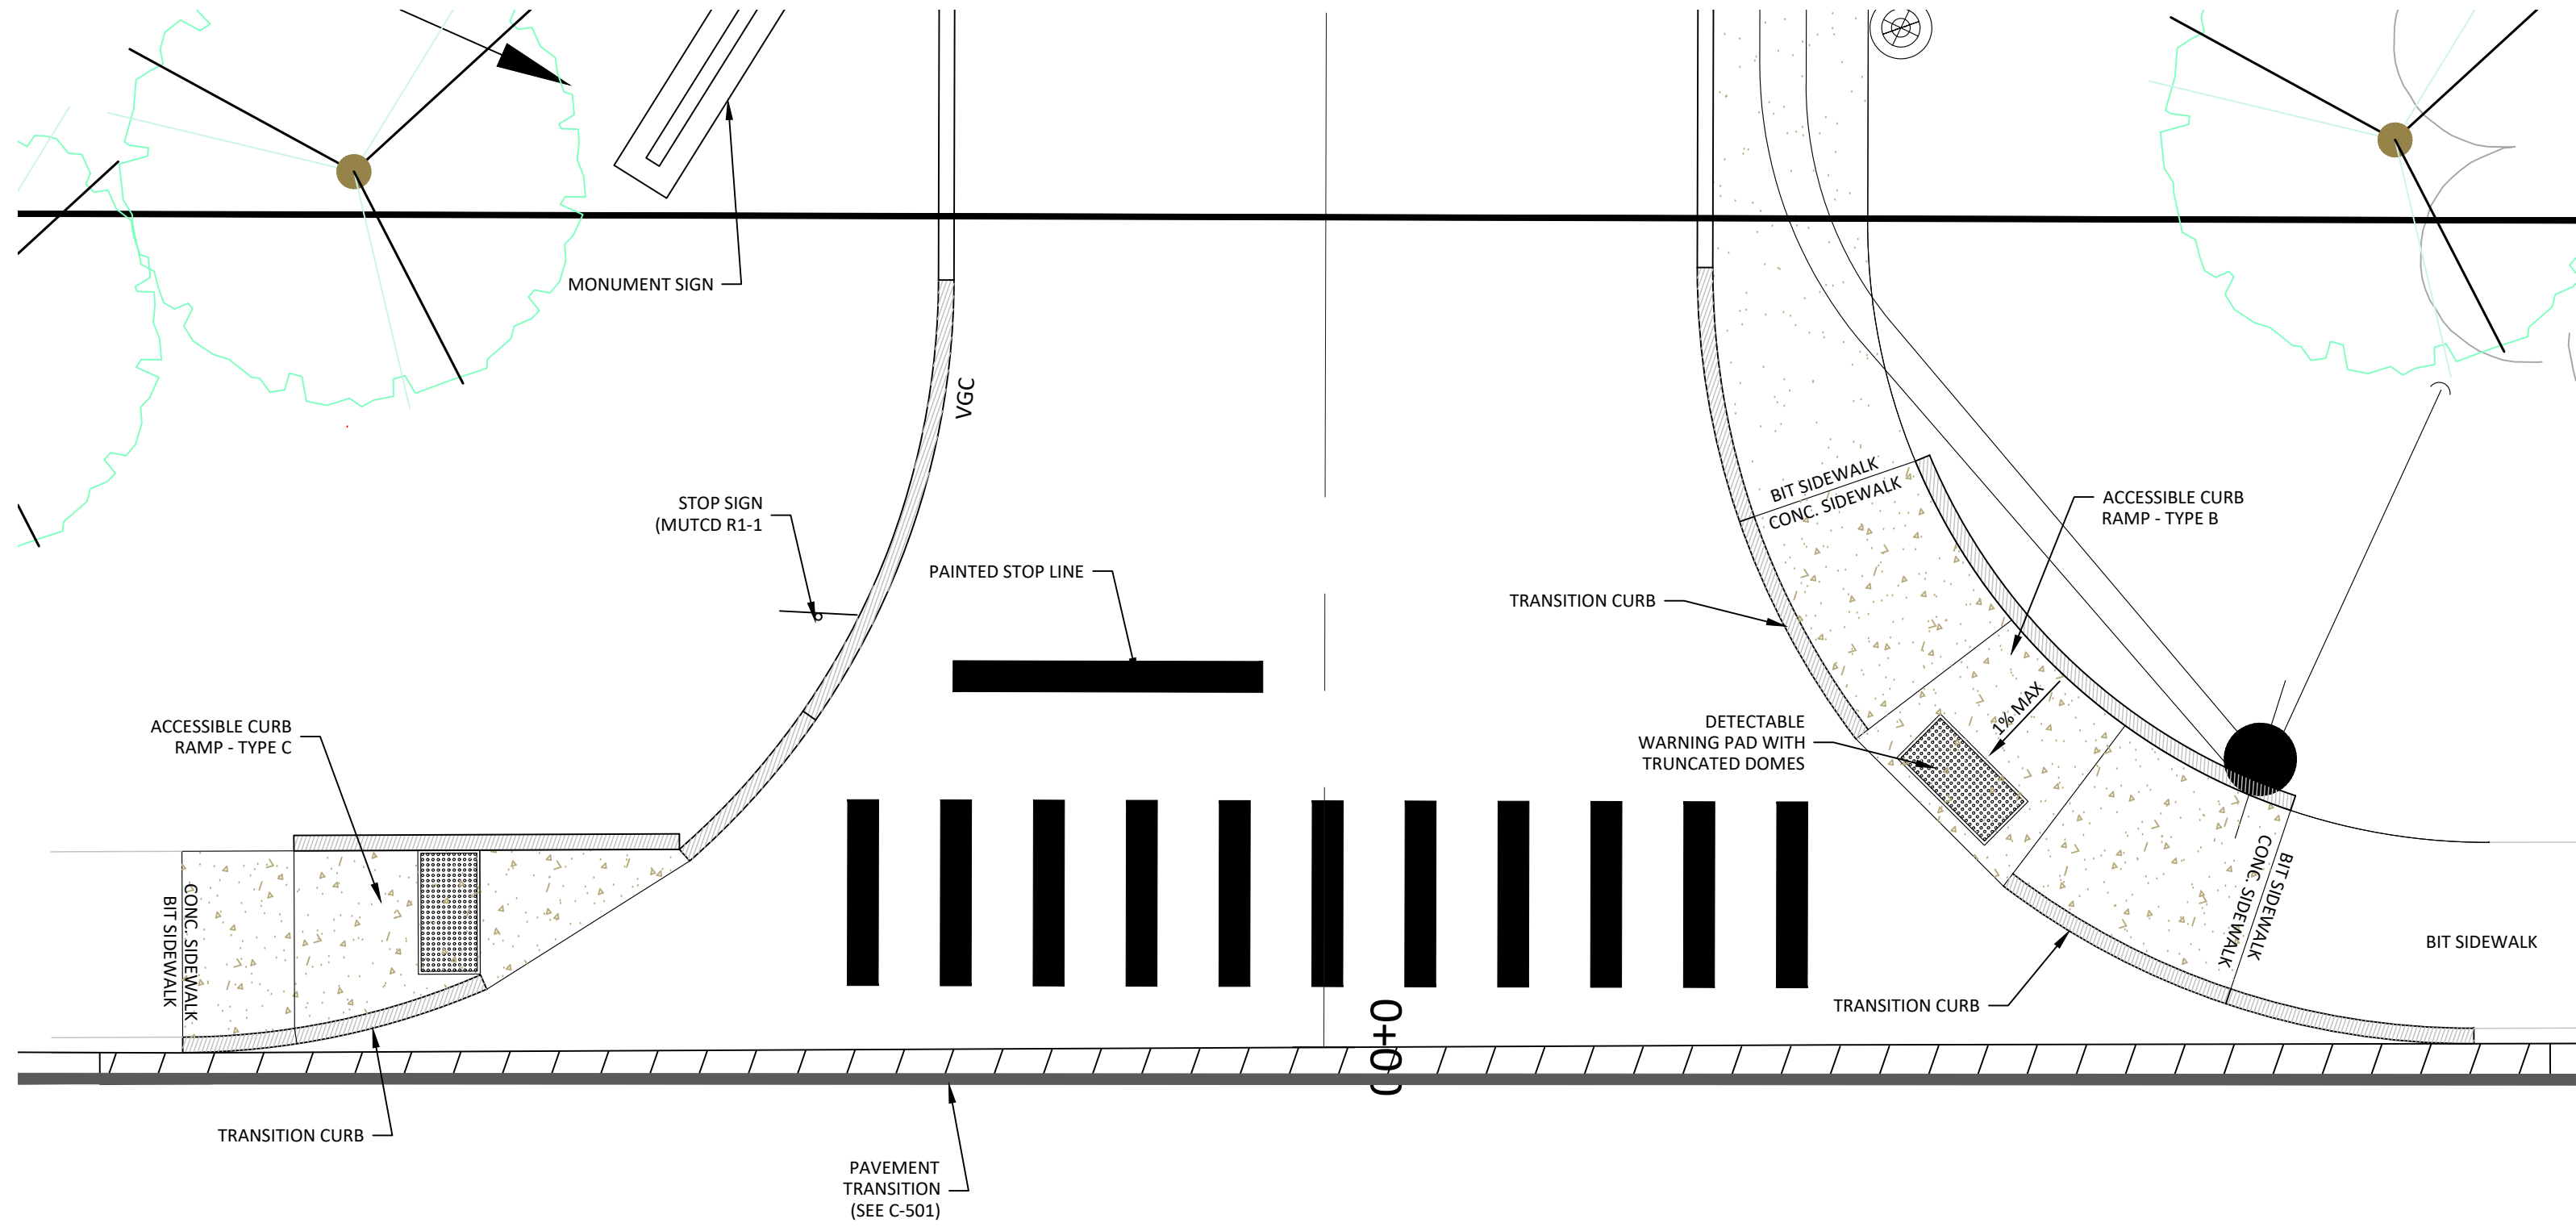 MONUMENT SIGN
VGC
STOP SIGN
(MUTCD R1-1
PAINTED STOP LINE
BIT SIDEWALK
CONC. SIDEWALK
ACCESSIBLE CURB
RAMP - TYPE B
TRANSITION CURB
1% MAX
DETECTABLE
WARNING PAD WITH
TRUNCATED DOMES
ACCESSIBLE CURB
RAMP - TYPE C
CONC. SIDEWALK
BIT SIDEWALK
BIT SIDEWALK
CONC. SIDEWALK
BIT SIDEWALK
TRANSITION CURB
0+0
TRANSITION CURB
PAVEMENT
TRANSITION
(SEE C-501)